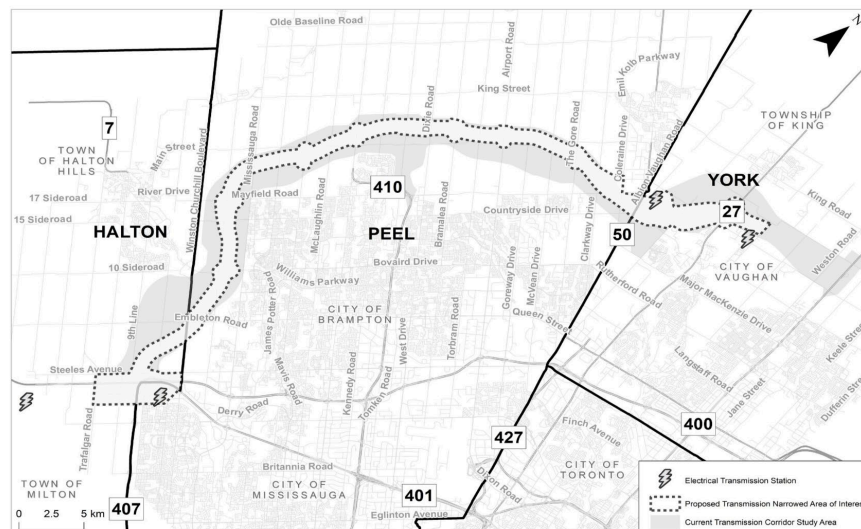 Olde Baseline Road
Airport Road
Emil Kolb Parkway
N
King Street
TOWNSHIP
OF KING
7
TOWN
OF HALTON
HILLS
Main Street
Winston Churchill Boulevard
Mississauga Road
Dixie Road
The Gore Road
Coleraine Drive
Albion Vaughan Road
YORK
17 Sideroad
River Drive
15 Sideroad
Mayfield Road
McLaughlin Road
410
Bramalea Road
Countryside Drive
27
King Road
HALTON
PEEL
Clarkway Drive
50
CITY OF
VAUGHAN
Weston Road
10 Sideroad
Williams Parkway
Bovaird Drive
Goreway Drive
McVean Drive
Rutherford Road
Major MacKenzie Drive
9th Line
Embleton Road
James Potter Road
CITY OF
BRAMPTON
West Drive
Torbram Road
Queen Street
Keele Street
Steeles Avenue
Mavis Road
Kennedy Road
Tomken Road
Langstaff Road
Jane Street
Dufferin Stre
Trafalgar Road
Derry Road
427
Finch Avenue
400
Britannia Road
Dixon Road
CITY OF
TORONTO
TOWN OF
MILTON
CITY OF
MISSISSAUGA
401
Eglinton Avenue
407
0 2.5 5 km
Electrical Transmission Station
Proposed Transmission Narrowed Area of Interes
Current Transmission Corridor Study Area